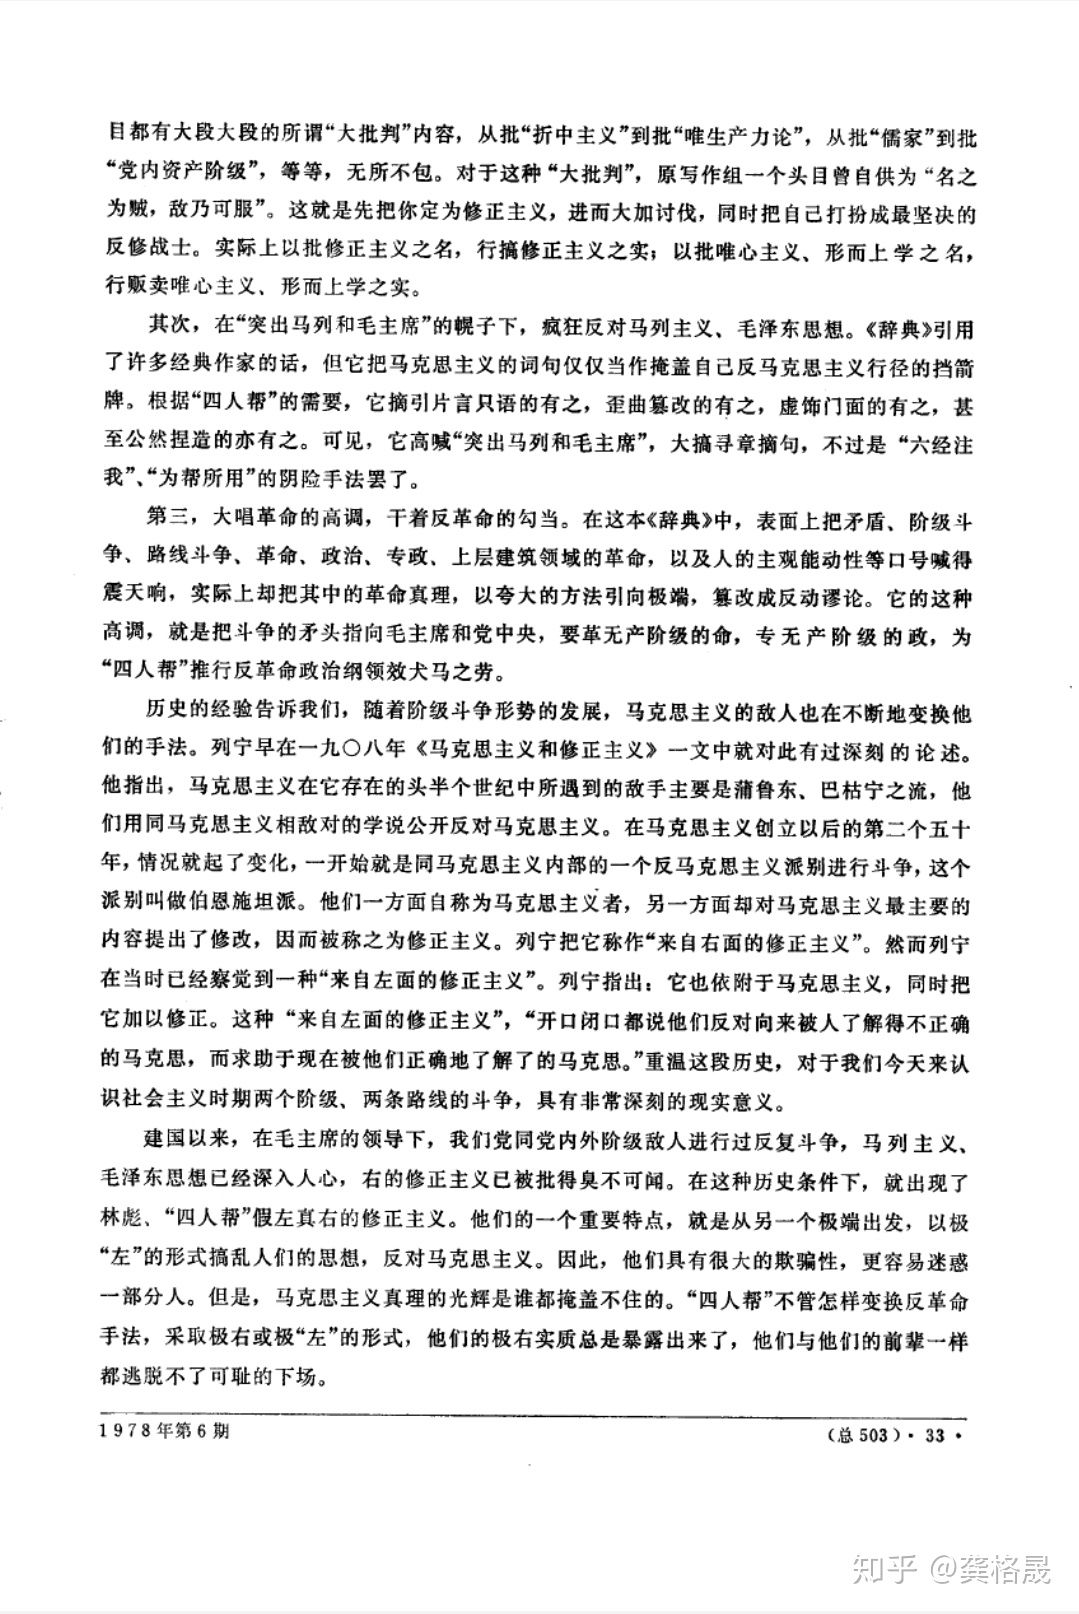 目都有大段大段的所谓“大批判”内容，从批“折中主义”到批“唯生产力论”，从批“儒家”到批
“党内资产阶级”，等等，无所不包。对于这种“大批判”，原写作组一个头目曾自供为“名之
为贼，敌乃可服”。这就是先把你定为修正主义，进而大加讨伐，同时把自己打扮成最坚决的
反修战士。实际上以批修正主义之名，行搞修正主义之实；以批唯心主义、形而上学之名，
行贩卖唯心主义、形而上学之实。
其次，在“突出马列和毛主席”的幌子下，疯狂反对马列主义、毛泽东思想。《辞典》引用
了许多经典作家的话，但它把马克思主义的词句仅仅当作掩盖自己反马克思主义行径的挡箭
牌。根据“四人帮”的需要，它摘引片言只语的有之，歪曲篡改的有之，虚饰门面的有之，甚
至公然捏造的亦有之。可见，它高喊“突出马列和毛主席”，大搞寻章摘句，不过是“六经注
我”、“为帮所用”的阴险手法罢了。
第三，大唱革命的高调，干着反革命的勾当。在这本《辞典》中，表面上把矛盾、阶级斗
争、路线斗争、革命、政治、专政、上层建筑领域的革命，以及人的主观能动性等口号喊得
震天响，实际上却把其中的革命真理，以夸大的方法引向极端，篡改成反动谬论。它的这种
高调，就是把斗争的矛头指向毛主席和党中央，要革无产阶级的命，专无产阶级的政，为
“四人帮”推行反革命政治纲领效犬马之劳。
历史的经验告诉我们，随着阶级斗争形势的发展，马克思主义的敌人也在不断地变换他
们的手法。列宁早在一九〇八年《马克思主义和修正主义》一文中就对此有过深刻的论述。
他指出，马克思主义在它存在的头半个世纪中所遇到的敌手主要是蒲鲁东、巴枯宁之流，他
们用同马克思主义相敌对的学说公开反对马克思主义。在马克思主义创立以后的第二个五十
年，情况就起了变化，一开始就是同马克思主义内部的一个反马克思主义派别进行斗争，这个
派别叫做伯恩施坦派。他们一方面自称为马克思主义者，另一方面却对马克思主义最主要的
内容提出了修改，因而被称之为修正主义。列宁把它称作“来自右面的修正主义”。然而列宁
在当时已经察觉到一种“来自左面的修正主义”。列宁指出：它也依附于马克思主义，同时把
它加以修正。这种“来自左面的修正主义”，“开口闭口都说他们反对向来被人了解得不正确
的马克思，而求助于现在被他们正确地了解了的马克思。”重温这段历史，对于我们今天来认
识社会主义时期两个阶级、两条路线的斗争，具有非常深刻的现实意义。
建国以来，在毛主席的领导下，我们党同党内外阶级敌人进行过反复斗争，马列主义、
毛泽东思想已经深入人心，右的修正主义已被批得臭不可闻。在这种历史条件下，就出现了
林彪、“四人帮”假左真右的修正主义。他们的一个重要特点，就是从另一个极端出发，以极
“左”的形式搞乱人们的思想，反对马克思主义。因此，他们具有很大的欺骗性，更容易迷惑
一部分人。但是，马克思主义真理的光辉是谁都掩盖不住的。“四人帮”不管怎样变换反革命
手法，采取极右或极“左”的形式，他们的极右实质总是暴露出来了，他们与他们的前辈一样
都逃脱不了可耻的下场。
1978年第6期
（总503）· 33 ·
知乎 @龚格晟